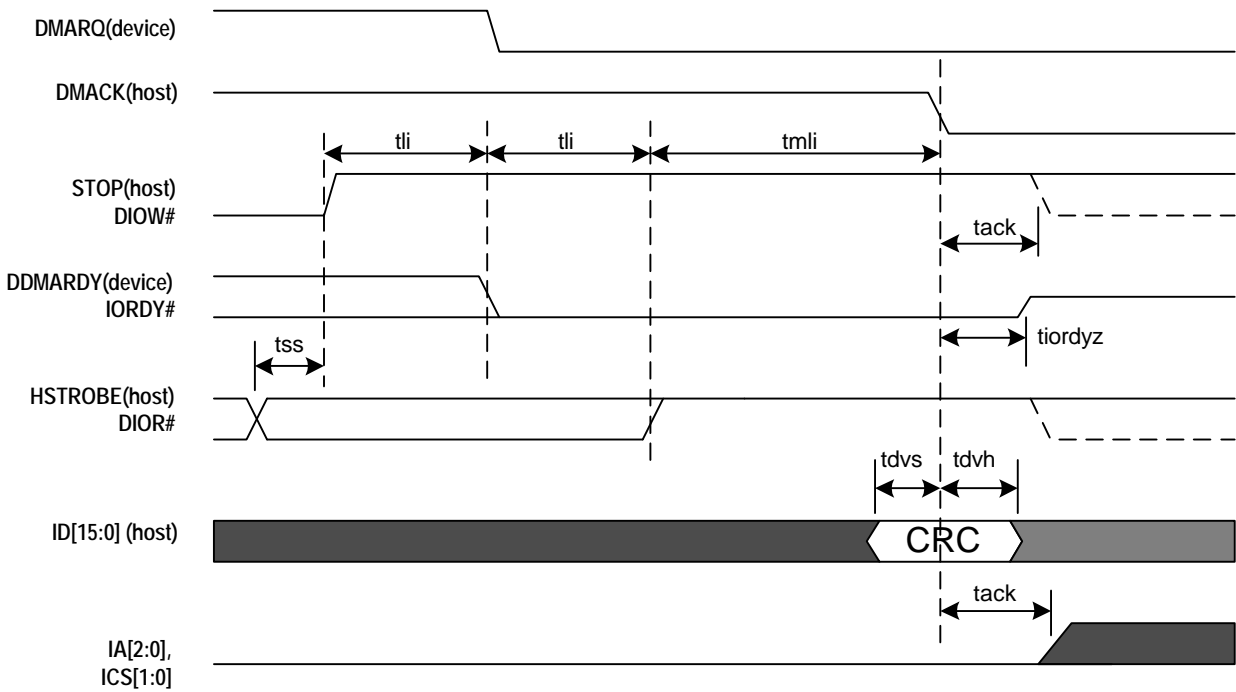 DMARQ(device)
DMACK(host)
tli
tli
tmli
STOP(host)
DIOW#
tack
DDMARDY(device)
IORDY#
tss
tiordyz
HSTROBE(host)
DIOR#
tdvs
tdvh
ID[15:0] (host)
CRC
tack
IA[2:0],
ICS[1:0]